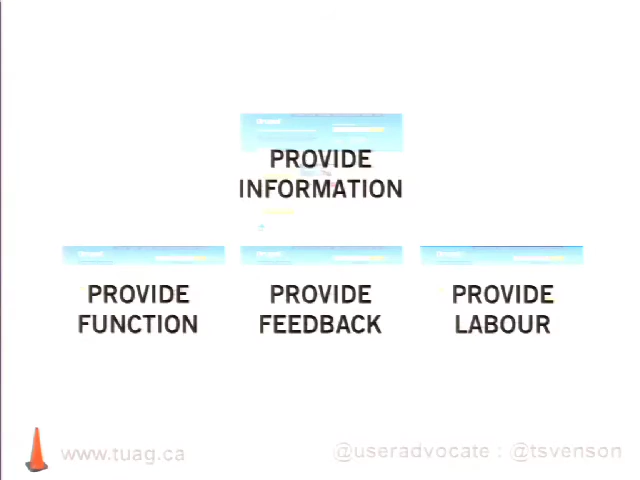 PROVIDE
INFORMATION
PROVIDE
FUNCTION
PROVIDE
FEEDBACK
PROVIDE
LABOUR
www.tuag.ca
@useradvocate : @tsvenson